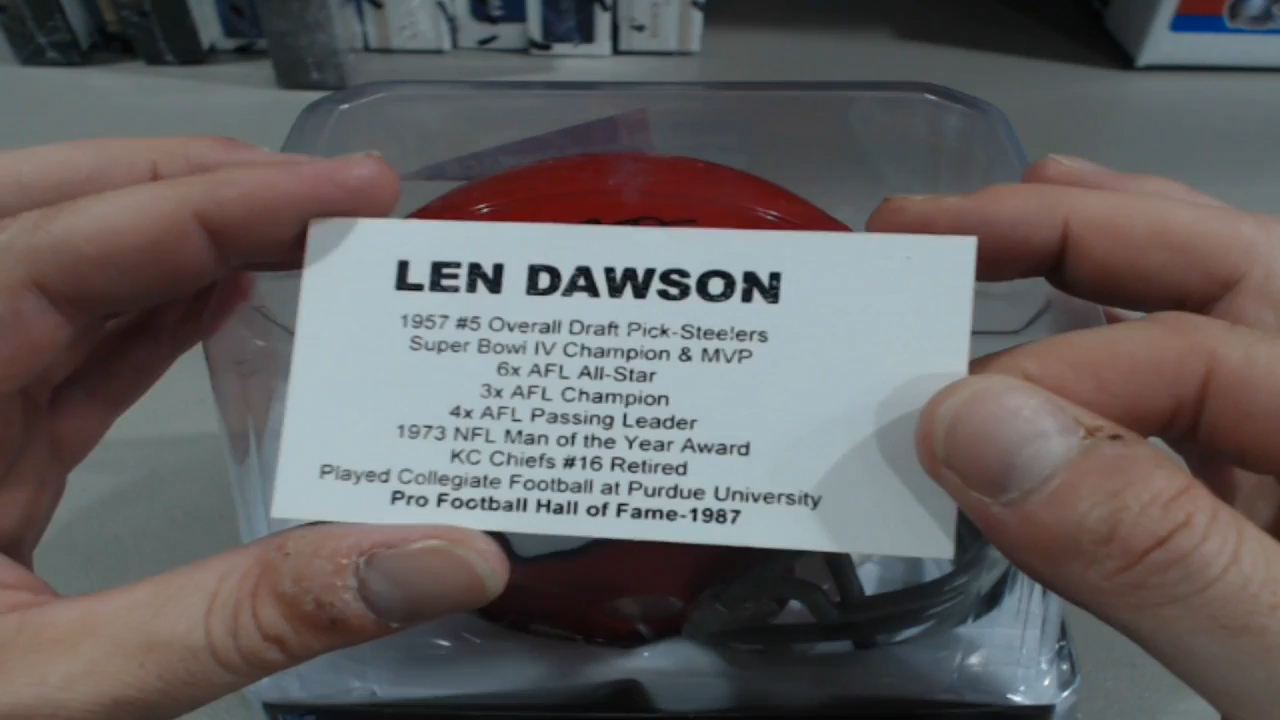 LEN DAWSON
1957 #5 Overall Draft Pick-Steelers
Super Bowl IV Champion & MVP
6x AFL All-Star
3x AFL Champion
4x AFL Passing Leader
1973 NFL Man of the Year Award
KC Chiefs #16 Retired
Played Collegiate Football at Purdue University
Pro Football Hall of Fame-1987